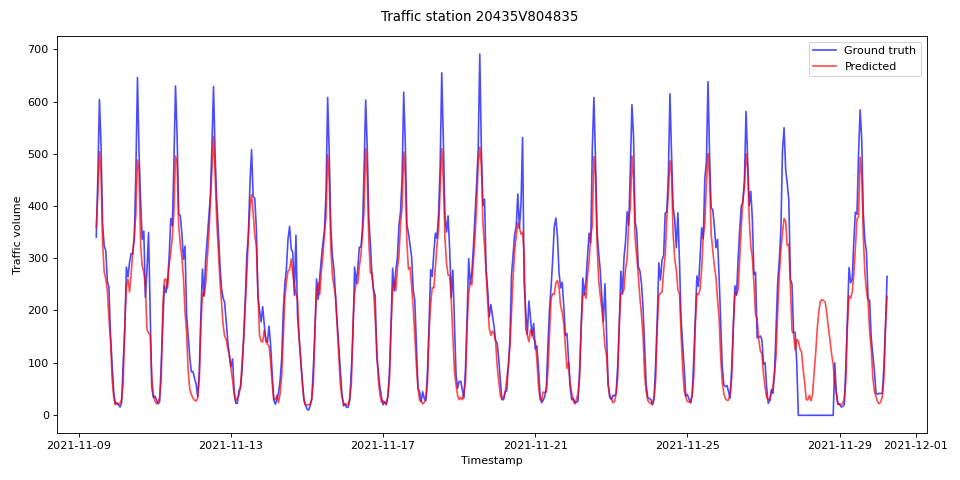 Traffic station 20435V804835
Ground truth
Predicted
700
600
500
400
300
200
100
0
Traffic volume
2021-11-09 2021-11-13 2021-11-17 2021-11-21 2021-11-25 2021-11-29 2021-12-01
Timestamp